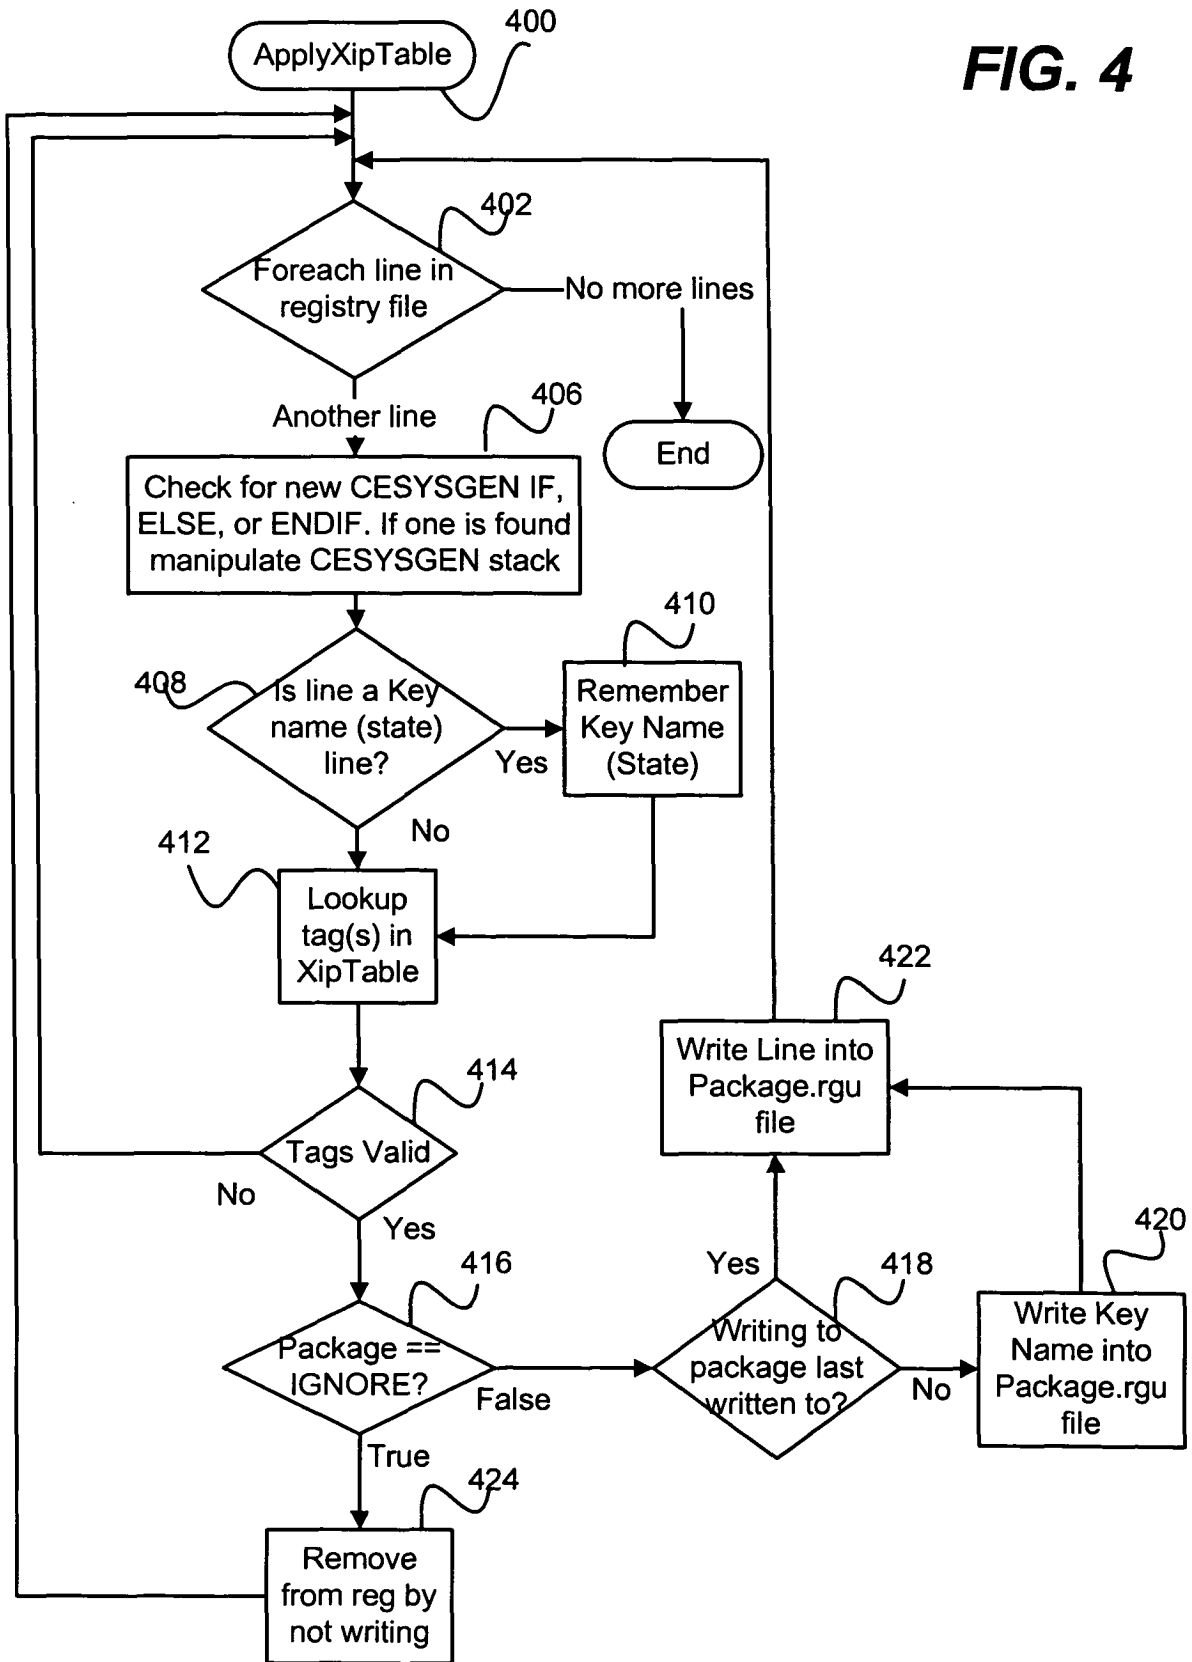 400
ApplyXipTable
FIG. 4
402
Foreach line in
registry file
No more lines
406
Another line
End
Check for new CESYSGEN IF,
ELSE, or ENDIF. If one is found
manipulate CESYSGEN stack
410
408
Is line a Key
name (state)
line?
Yes
Remember
Key Name
(State)
No
412
Lookup
tag(s) in
XipTable
422
Write Line into
Package.rgu
file
414
Tags Valid
No
Yes
416
Package ==
IGNORE?
False
True
Yes
418
Writing to
package last
written to?
No
420
Write Key
Name into
Package.rgu
file
424
Remove
from reg by
not writing